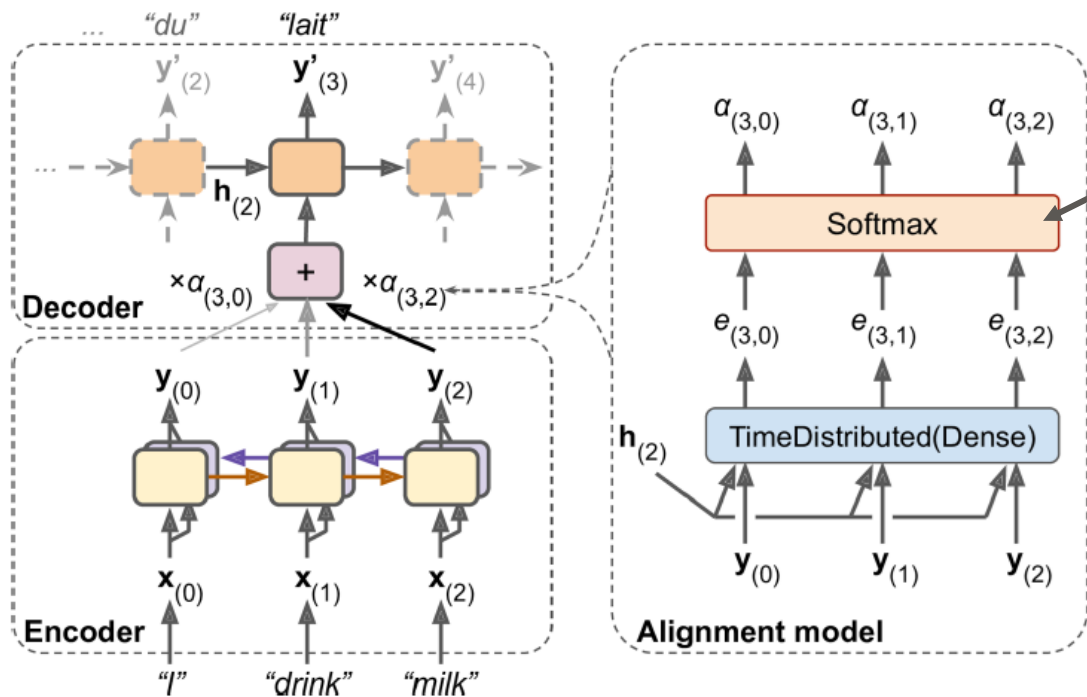 ... “du” “lait”
y’(2) y’(3) y’(4)
...
h(2)
+
×α(3,0) ×α(3,2)
Decoder
y(0) y(1) y(2)
x(0) x(1) x(2)
Encoder
“I” “drink” “milk”
α(3,0) α(3,1) α(3,2)
Softmax
e(3,0) e(3,1) e(3,2)
TimeDistributed(Dense)
h(2)
y(0) y(1) y(2)
Alignment model